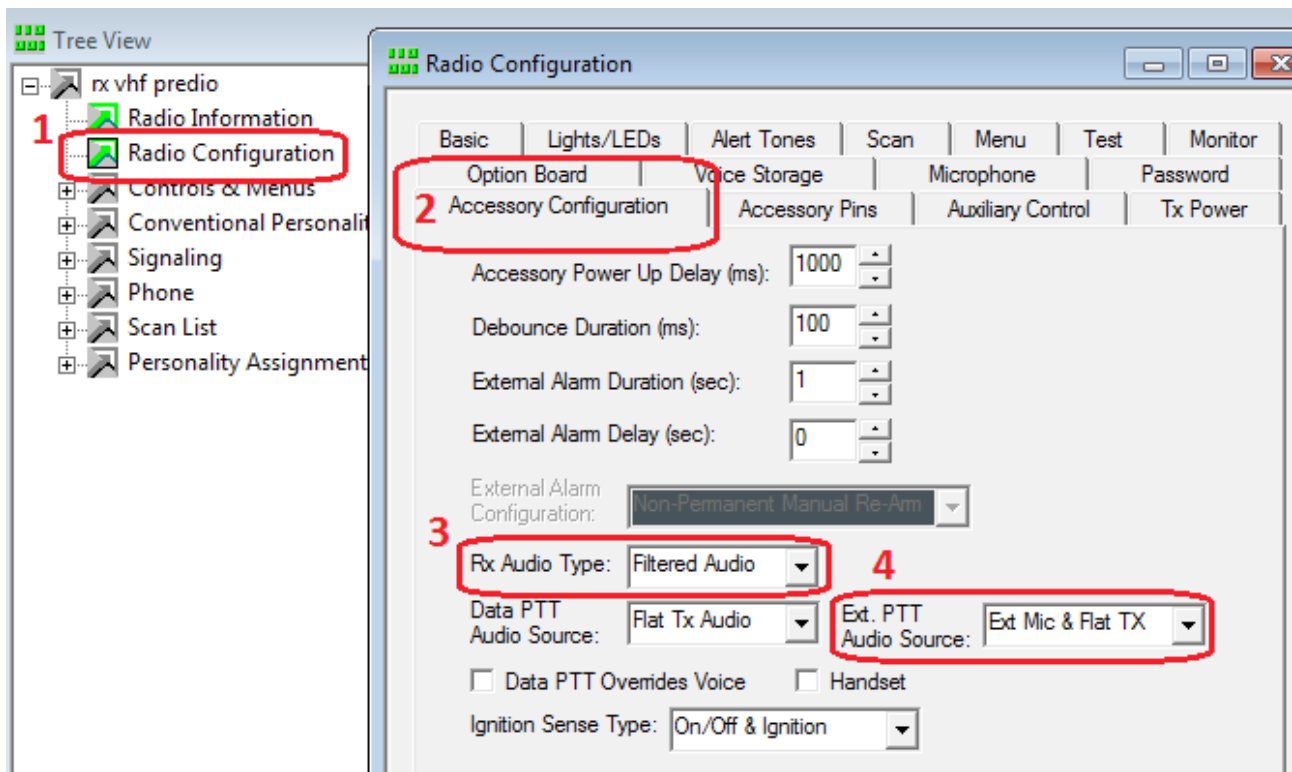 Tree View
rx vhf predio
Radio Information
1
Radio Configuration
Controls & Menus
Conventional Personalit
Signaling
Phone
Scan List
Personality Assignment
Radio Configuration
Basic Lights/LEDs Alert Tones Scan Menu Test Monitor
Option Board Voice Storage Microphone Password
2 Accessory Configuration Accessory Pins Auxiliary Control Tx Power
Accessory Power Up Delay (ms): 1000
Debounce Duration (ms): 100
External Alarm Duration (sec): 1
External Alarm Delay (sec): 0
External Alarm
Configuration: Non-Permanent Manual Re-Arm
3
Rx Audio Type: Filtered Audio
4
Data PTT
Audio Source: Flat Tx Audio
Ext. PTT
Audio Source: Ext Mic & Flat TX
Data PTT Overrides Voice Handset
Ignition Sense Type: On/Off & Ignition